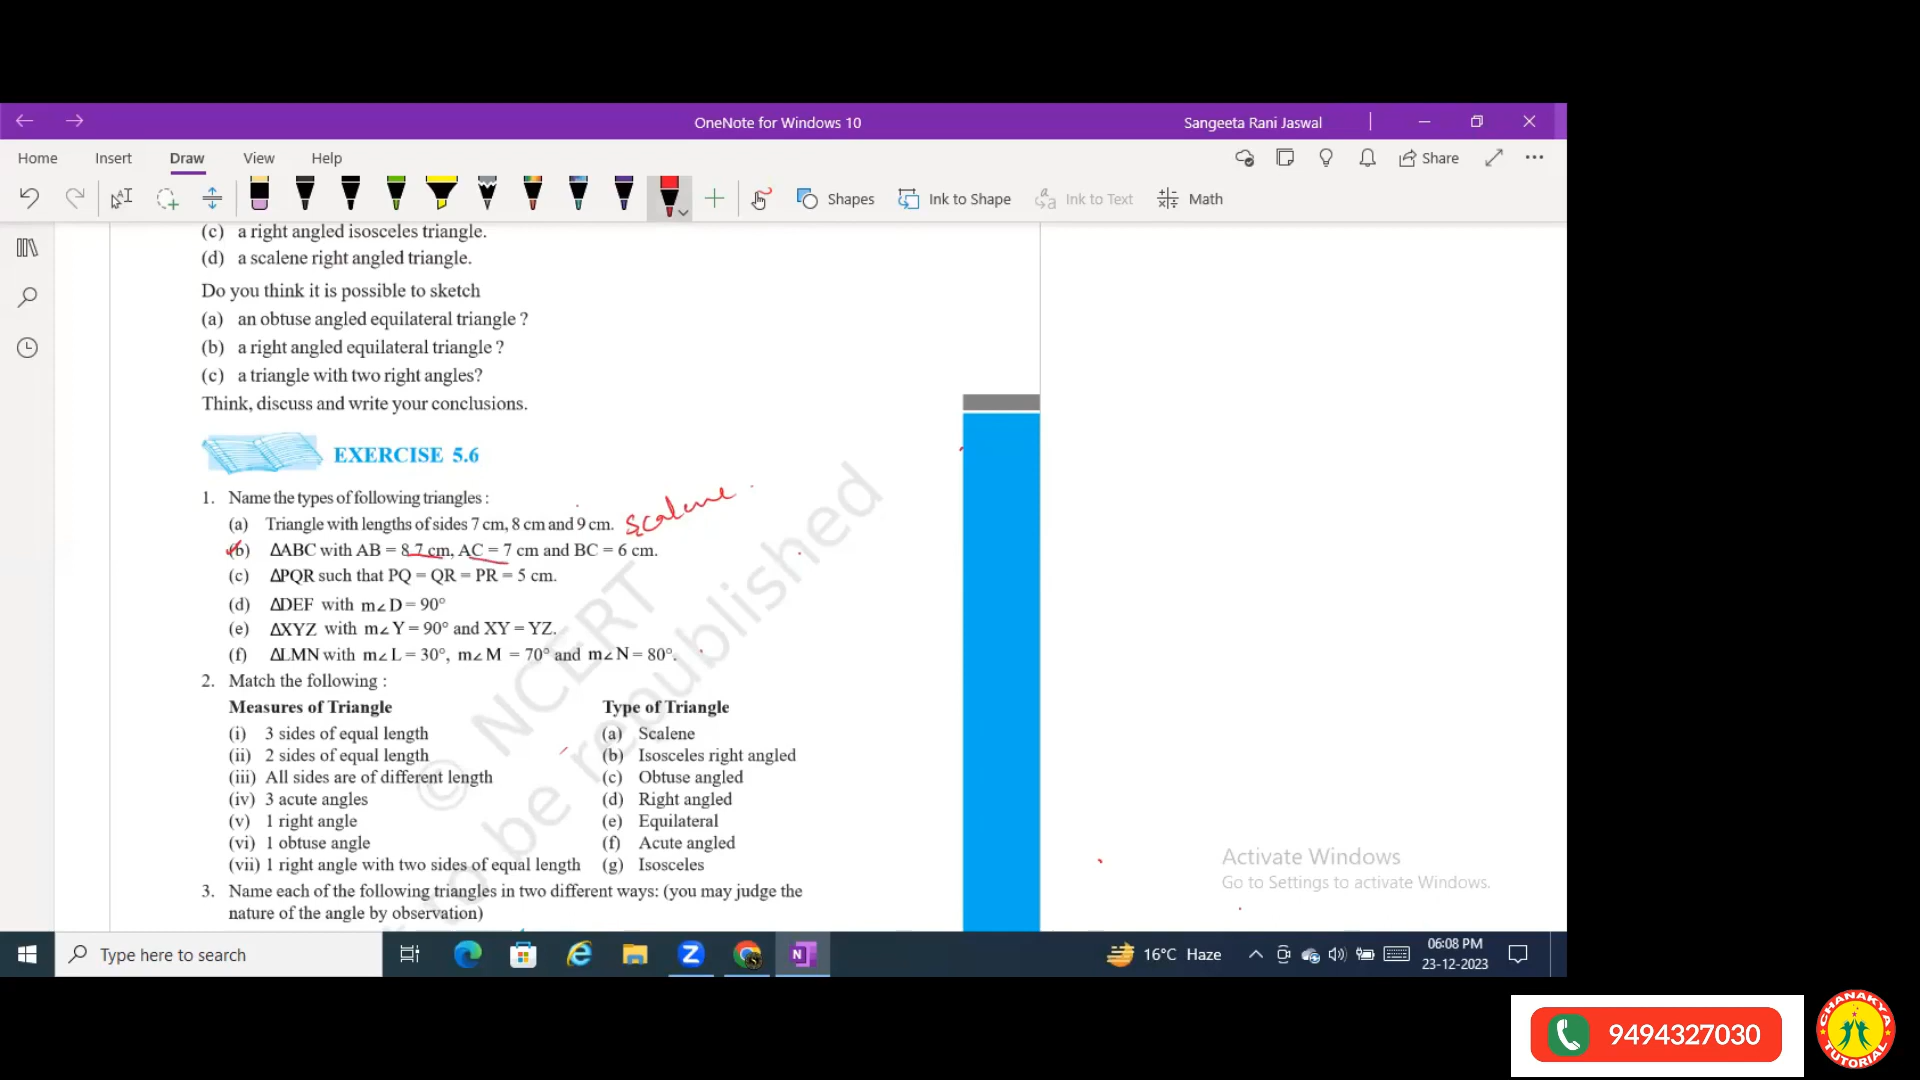 OneNote for Windows 10
Sangeeta Rani Jaswal
Home Insert Draw View Help
Share
Shapes Ink to Shape Ink to Text Math
(c) a right angled isosceles triangle.
(d) a scalene right angled triangle.
Do you think it is possible to sketch
(a) an obtuse angled equilateral triangle ?
(b) a right angled equilateral triangle ?
(c) a triangle with two right angles?
Think, discuss and write your conclusions.
EXERCISE 5.6
1. Name the types of following triangles :
(a) Triangle with lengths of sides 7 cm, 8 cm and 9 cm. Scalene
(b) ∆ABC with AB = 8.7 cm, AC = 7 cm and BC = 6 cm.
(c) ∆PQR such that PQ = QR = PR = 5 cm.
(d) ∆DEF with m∠D = 90°
(e) ∆XYZ with m∠Y = 90° and XY = YZ.
(f) ∆LMN with m∠L = 30°, m∠M = 70° and m∠N = 80°.
2. Match the following :
Measures of Triangle Type of Triangle
(i) 3 sides of equal length (a) Scalene
(ii) 2 sides of equal length (b) Isosceles right angled
(iii) All sides are of different length (c) Obtuse angled
(iv) 3 acute angles (d) Right angled
(v) 1 right angle (e) Equilateral
(vi) 1 obtuse angle (f) Acute angled
(vii) 1 right angle with two sides of equal length (g) Isosceles
3. Name each of the following triangles in two different ways: (you may judge the
nature of the angle by observation)
© NCERT
to be republished
Activate Windows
Go to Settings to activate Windows.
Type here to search
16°C Haze
06:08 PM
23-12-2023
9494327030
CHANAKYA
TUTORIAL